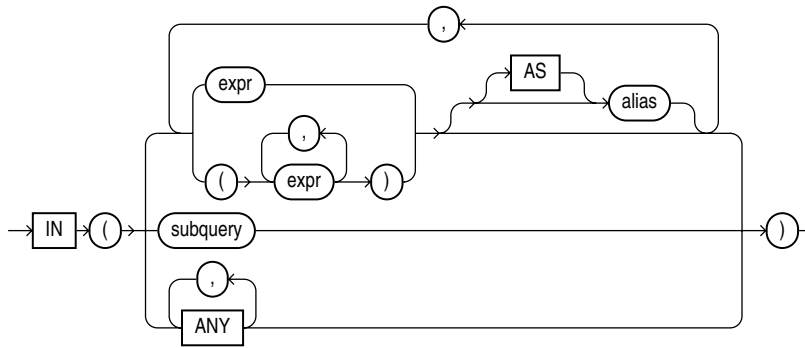 ,
AS
expr
alias
,
( expr )
IN ( subquery )
,
ANY